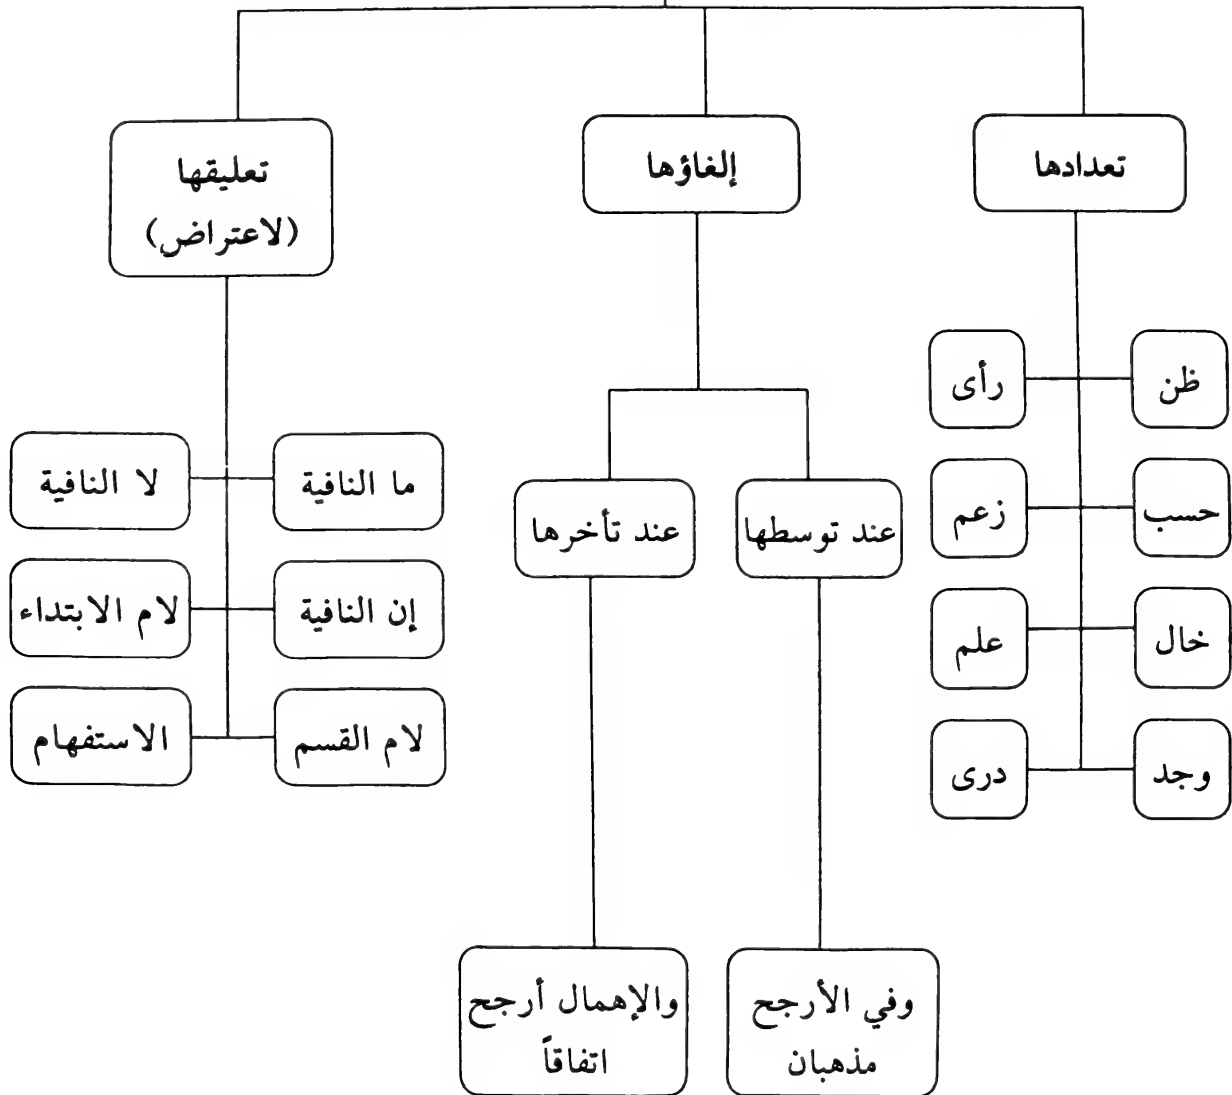 تعدادها
إلغاؤها
تعليقها
(لاعتراض)
ظن
رأى
حسب
زعم
خال
علم
وجد
درى
عند توسطها
عند تأخرها
وفي الأرجح
مذهبان
والإهمال أرجح
اتفاقاً
ما النافية
لا النافية
إن النافية
لام الابتداء
لام القسم
الاستفهام